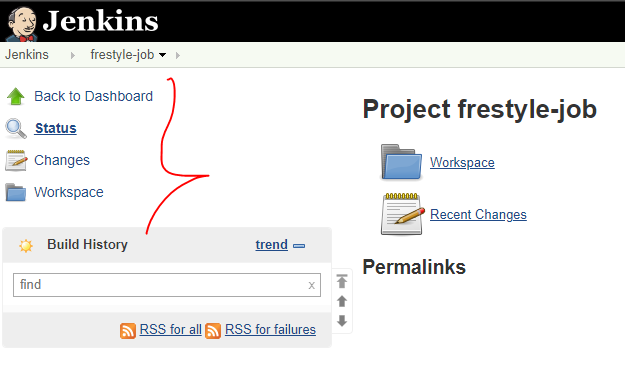 Jenkins
Jenkins frestyle-job
Back to Dashboard
Status
Changes
Workspace
Project frestyle-job
Workspace
Recent Changes
Permalinks
Build History trend
find x
RSS for all RSS for failures